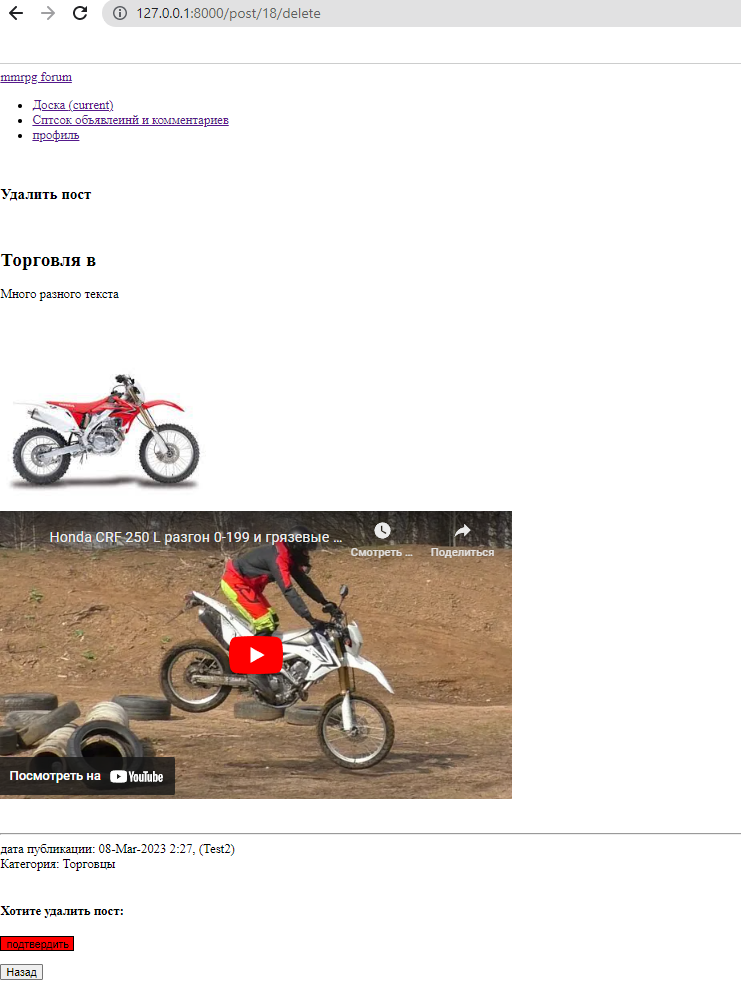 127.0.0.1:8000/post/18/delete
mmrpg forum
Доска (current)
Сптсок объявлеинй и комментариев
профиль
Удалить пост
Торговля в
Много разного текста
Honda CRF 250 L разгон 0-199 и грязевые ...
Смотреть ...
Поделиться
Посмотреть на YouTube
дата публикации: 08-Mar-2023 2:27, (Test2)
Категория: Торговцы
Хотите удалить пост:
подтвердить
Назад